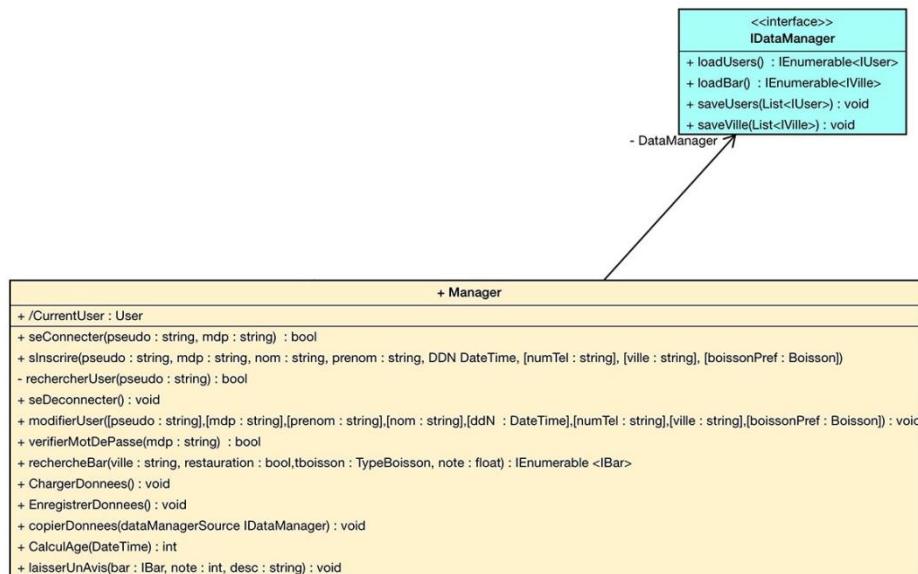 <<interface>>
IDataManager
+ loadUsers() : IEnumerable<IUser>
+ loadBar() : IEnumerable<IVille>
+ saveUsers(List<IUser>) : void
+ saveVille(List<IVille>) : void
- DataManager
+ Manager
+ /CurrentUser : User
+ seConnecter(pseudo : string, mdp : string) : bool
+ sInscrire(pseudo : string, mdp : string, nom : string, prenom : string, DDN DateTime, [numTel : string], [ville : string], [boissonPref : Boisson])
- rechercherUser(pseudo : string) : bool
+ seDeconnecter() : void
+ modifierUser([pseudo : string],[mdp : string],[prenom : string],[nom : string],[ddN : DateTime],[numTel : string],[ville : string],[boissonPref : Boisson]) : void
+ verifierMotDePasse(mdp : string) : bool
+ rechercheBar(ville : string, restauration : bool,tboisson : TypeBoisson, note : float) : IEnumerable <IBar>
+ ChargerDonnees() : void
+ EnregistrerDonnees() : void
+ copierDonnees(dataManagerSource IDataManager) : void
+ CalculAge(DateTime) : int
+ laisserUnAvis(bar : IBar, note : int, desc : string) : void